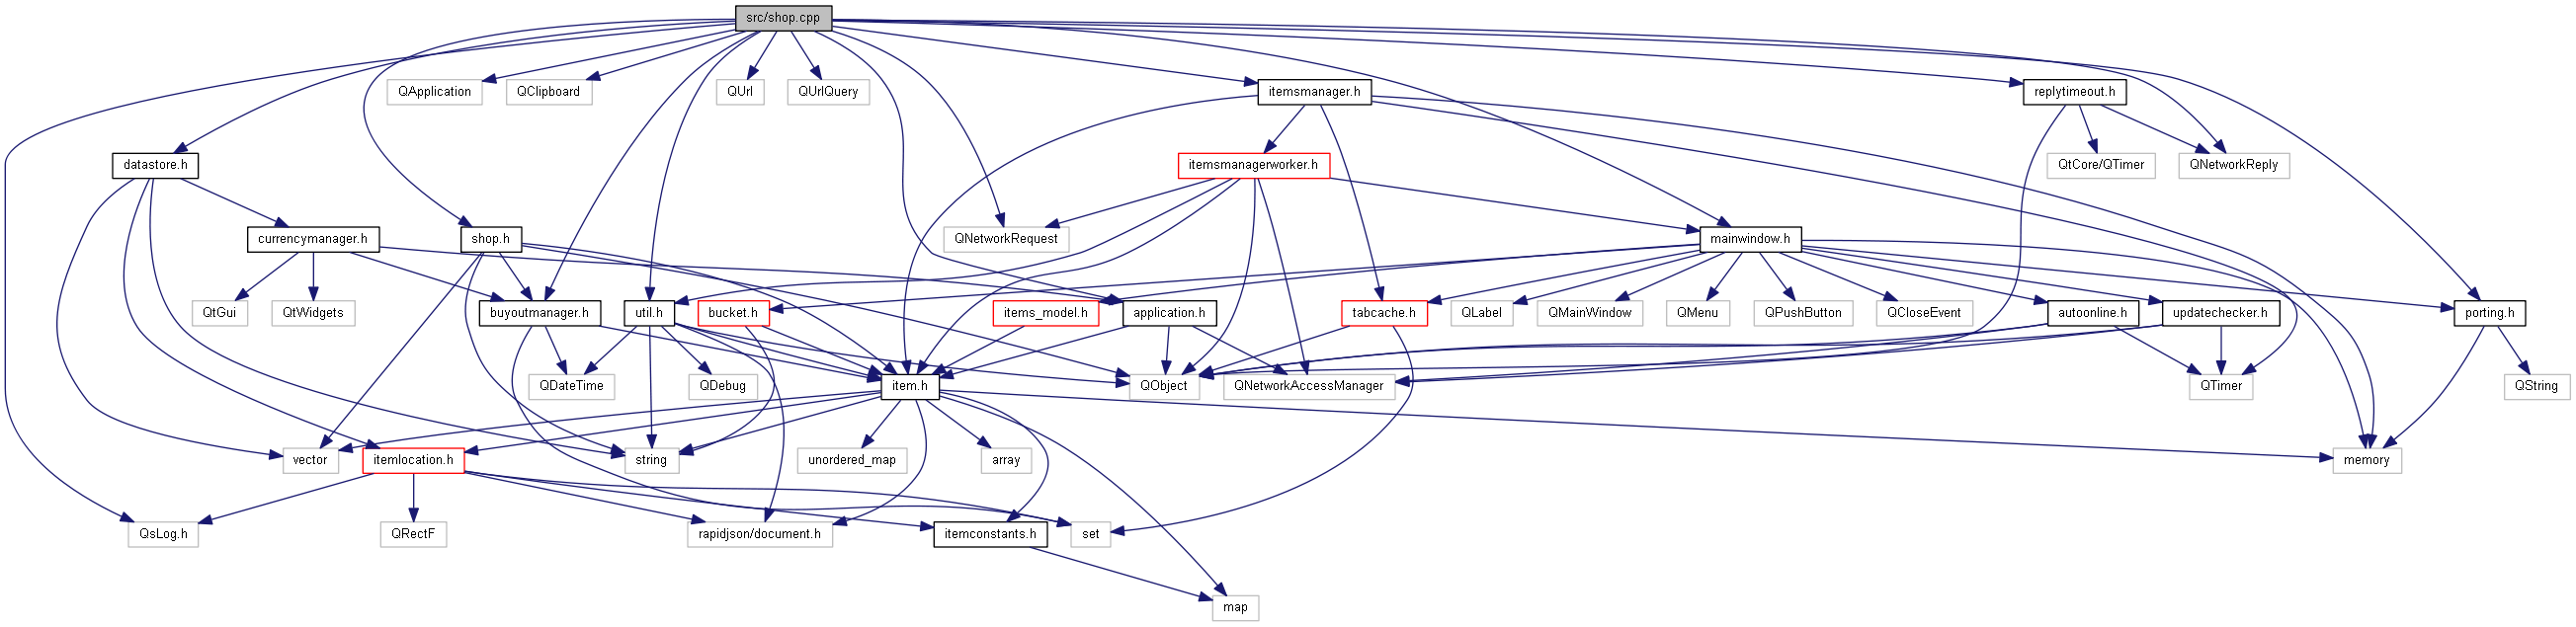 src/shop.cpp
QApplication
QClipboard
QUrl
QUrlQuery
itemsmanager.h
replytimeout.h
datastore.h
itemsmanagerworker.h
QtCore/QTimer
QNetworkReply
currencymanager.h
shop.h
QNetworkRequest
mainwindow.h
QtGui
QtWidgets
buyoutmanager.h
util.h
bucket.h
items_model.h
application.h
tabcache.h
QLabel
QMainWindow
QMenu
QPushButton
QCloseEvent
autoonline.h
updatechecker.h
porting.h
QDateTime
QDebug
item.h
QObject
QNetworkAccessManager
QTimer
QString
vector
itemlocation.h
string
unordered_map
array
memory
QsLog.h
QRectF
rapidjson/document.h
itemconstants.h
set
map